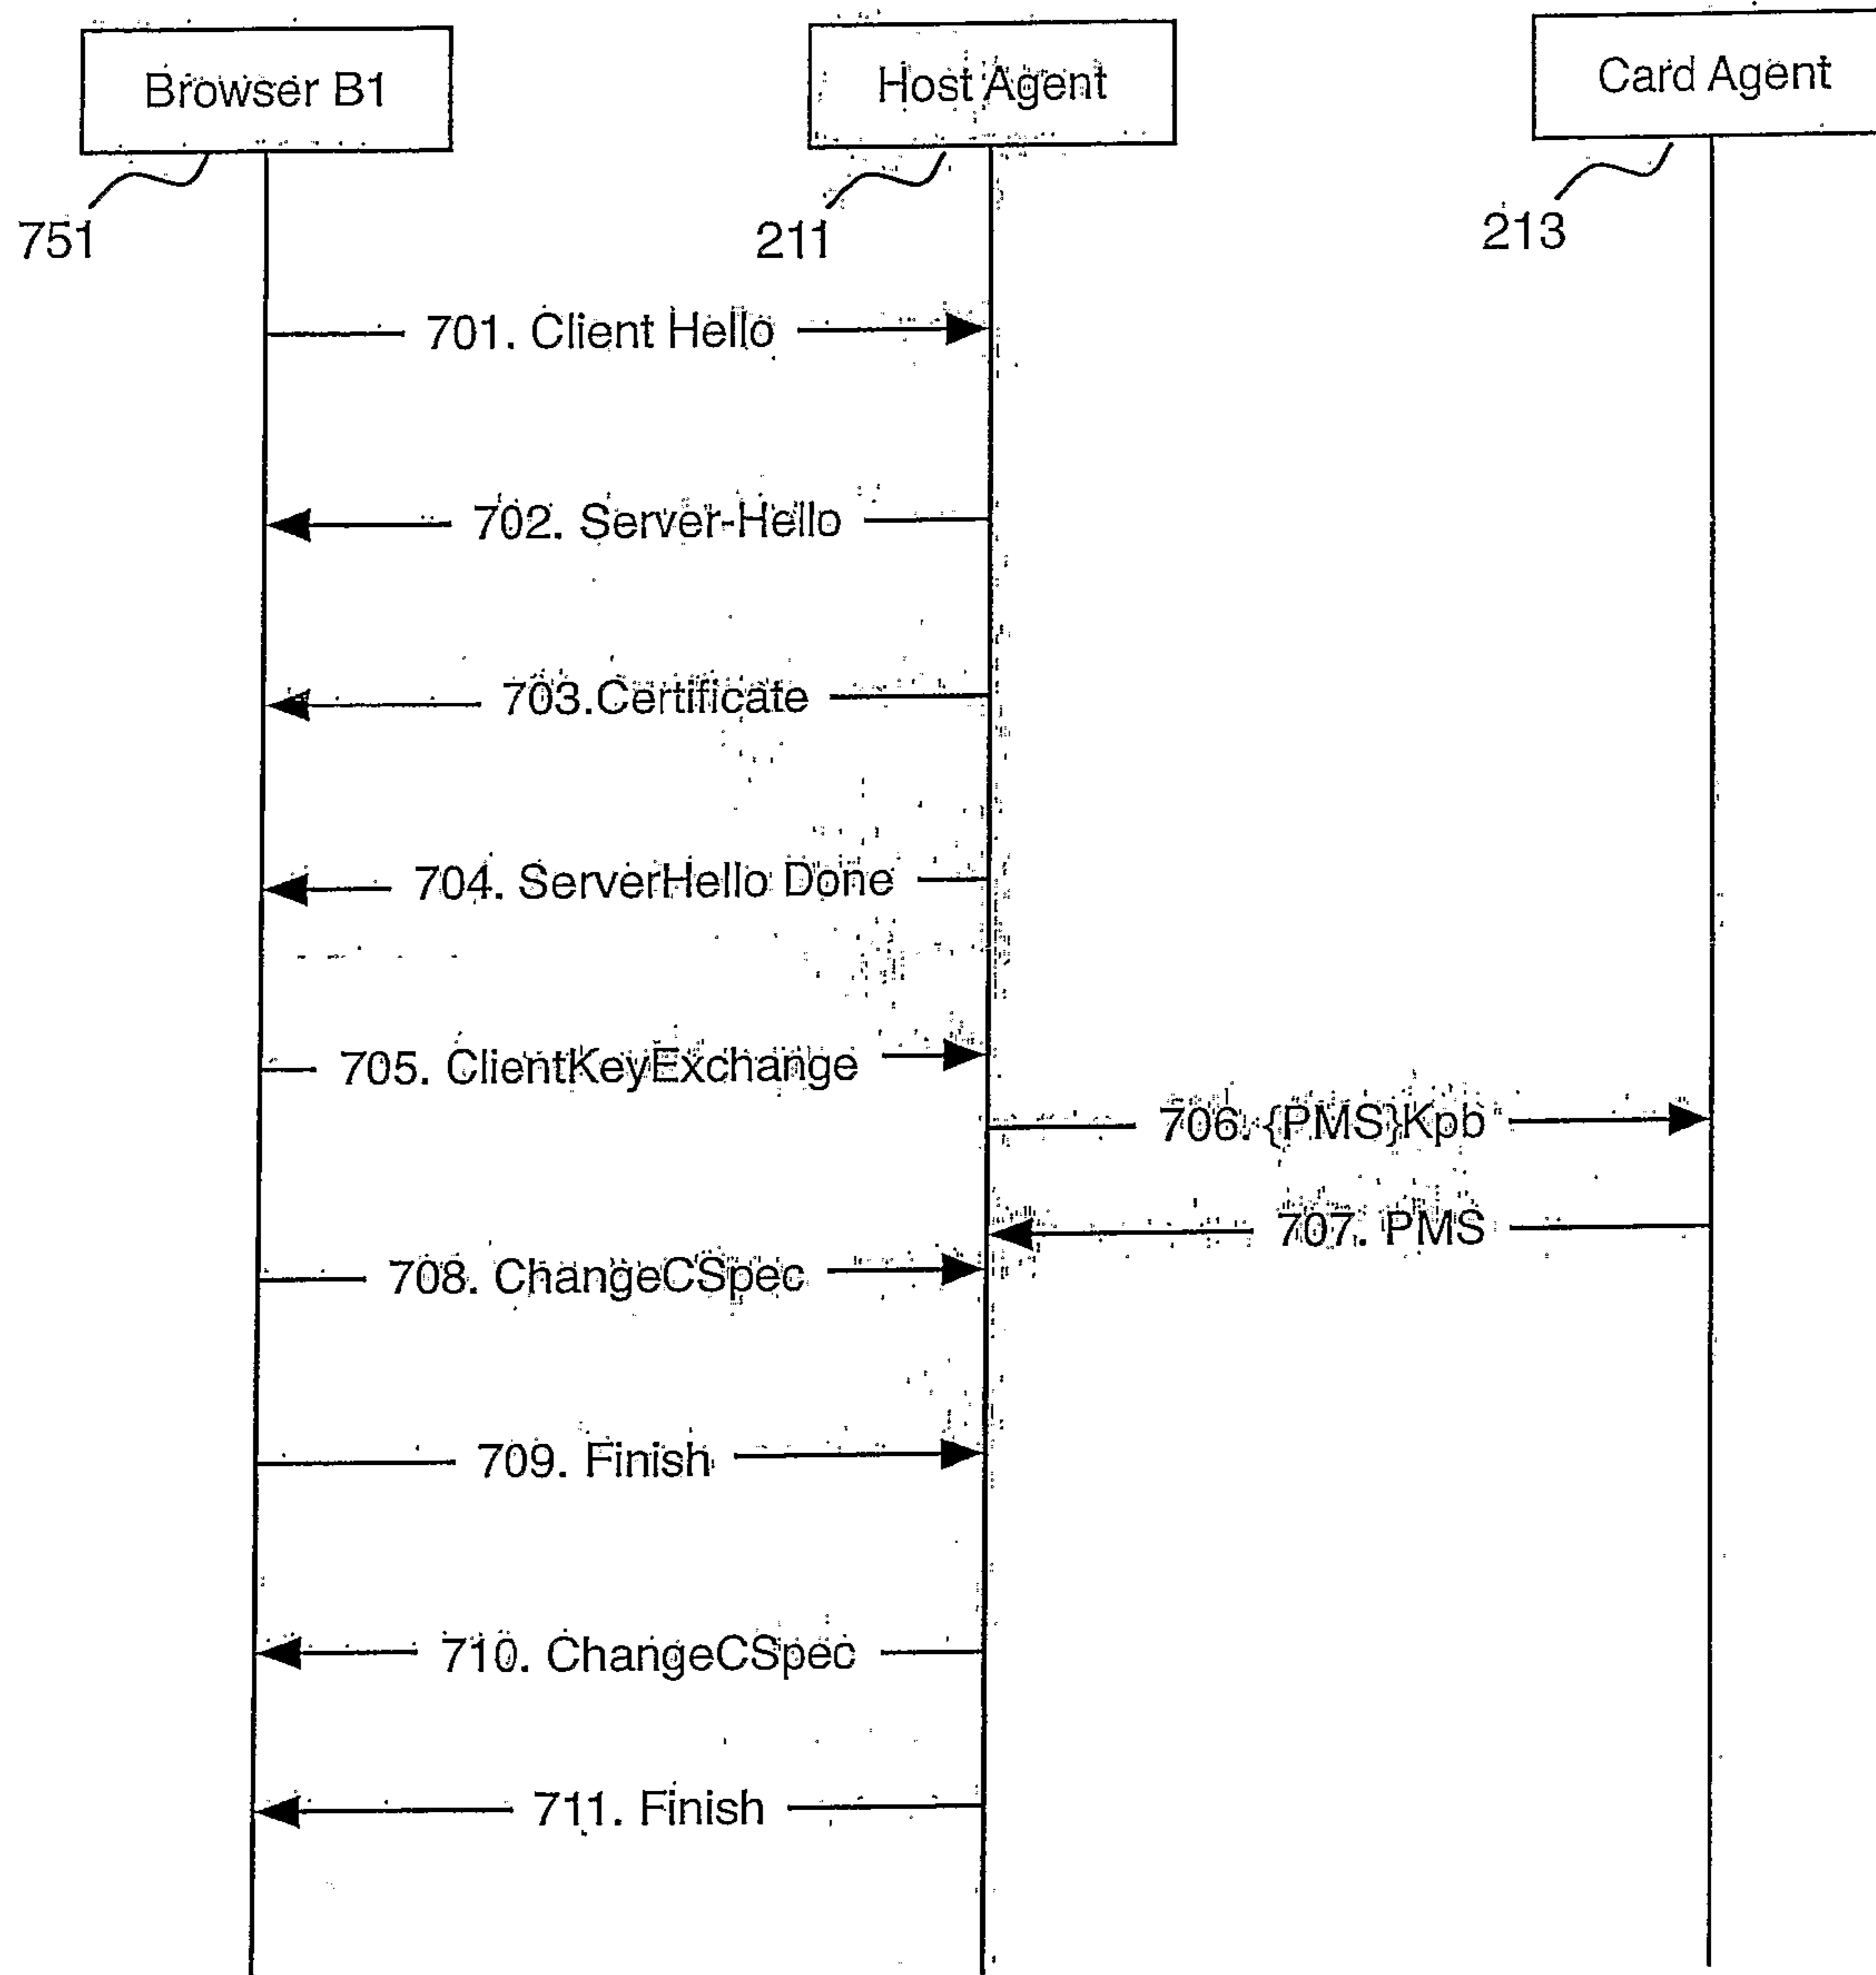 Browser B1
Host Agent
Card Agent
751
211
213
701. Client Hello
702. Server-Hello
703.Certificate
704. ServerHello Done
705. ClientKeyExchange
706. {PMS}Kpb
707. PMS
708. ChangeCSpec
709. Finish
710. ChangeCSpec
711. Finish